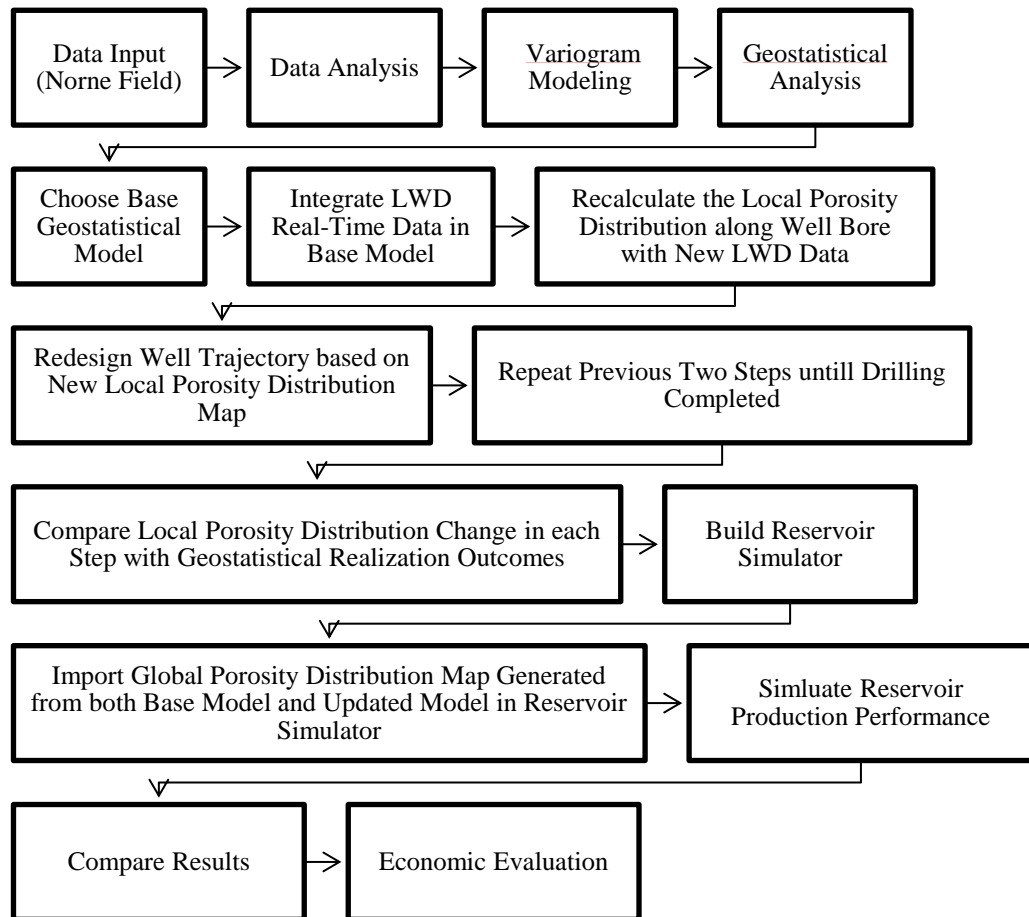 Data Input
(Norne Field)
Data Analysis
Variogram
Modeling
Geostatistical
Analysis
Choose Base
Geostatistical
Model
Integrate LWD
Real-Time Data in
Base Model
Recalculate the Local Porosity
Distribution along Well Bore
with New LWD Data
Redesign Well Trajectory based on
New Local Porosity Distribution
Map
Repeat Previous Two Steps untill Drilling
Completed
Compare Local Porosity Distribution Change in each
Step with Geostatistical Realization Outcomes
Build Reservoir
Simulator
Import Global Porosity Distribution Map Generated
from both Base Model and Updated Model in Reservoir
Simulator
Simluate Reservoir
Production Performance
Compare Results
Economic Evaluation